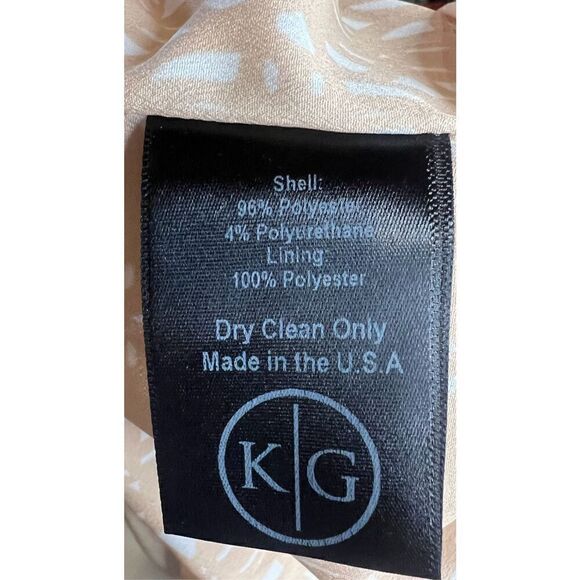 Shell:
96% Polyester
4% Polyurethane
Lining:
100% Polyester
Dry Clean Only
Made in the U.S.A
K|G